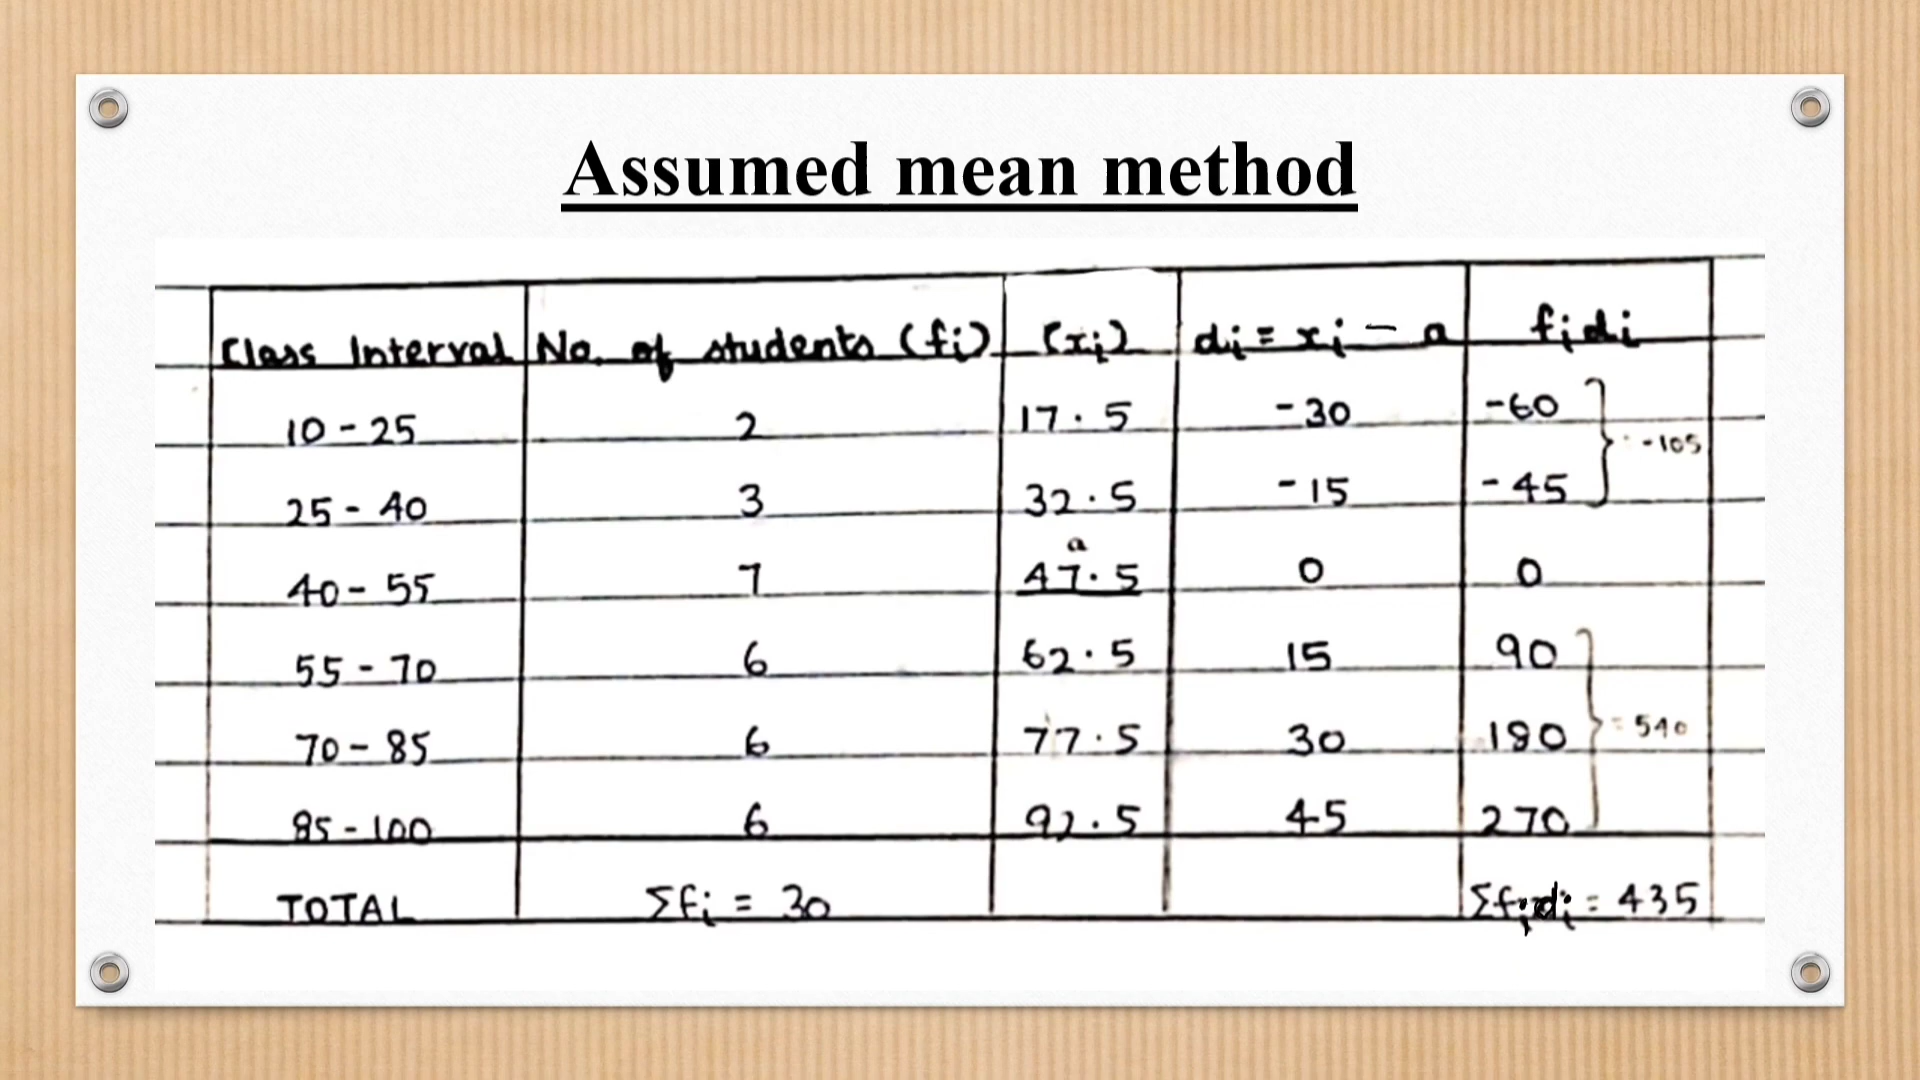 Assumed mean method
Class Interval No. of students (fi) (xi) di = xi – a fidi
10 - 25 2 17.5 -30 -60
= -105
25 - 40 3 32.5 -15 -45
a
40 - 55 7 47.5 0 0
55 - 70 6 62.5 15 90
70 - 85 6 77.5 30 180 = 540
85 - 100 6 92.5 45 270
TOTAL Σfi = 30 Σfidi = 435